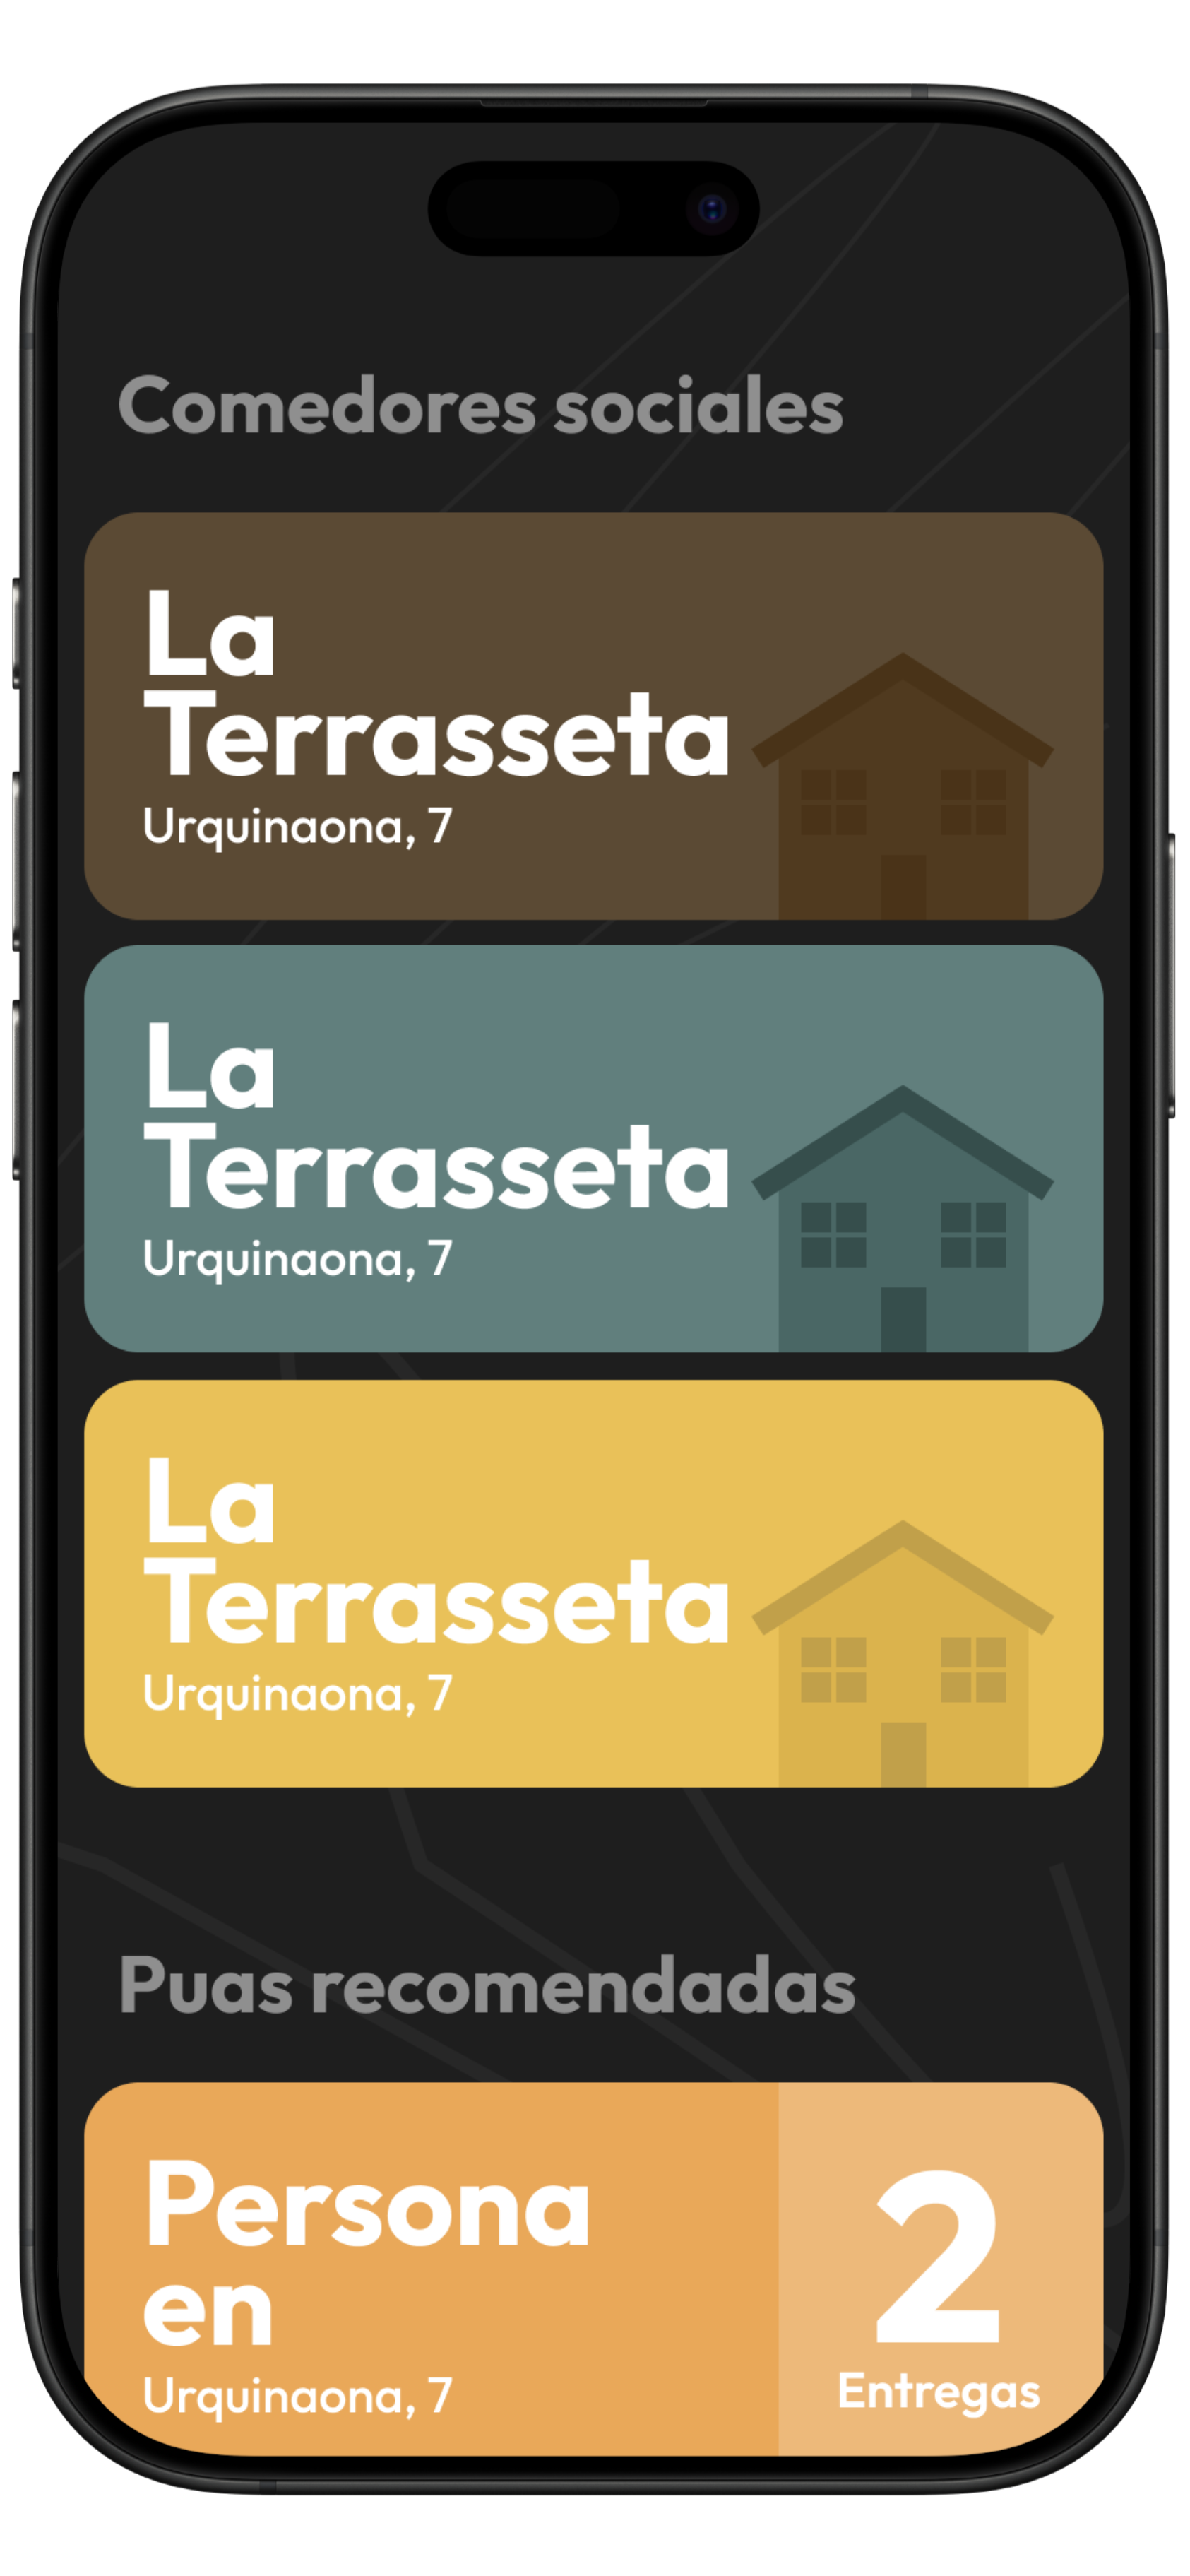 Comedores sociales
La
Terrasseta
Urquinaona, 7
La
Terrasseta
Urquinaona, 7
La
Terrasseta
Urquinaona, 7
Puas recomendadas
Persona
en
Urquinaona, 7
2
Entregas